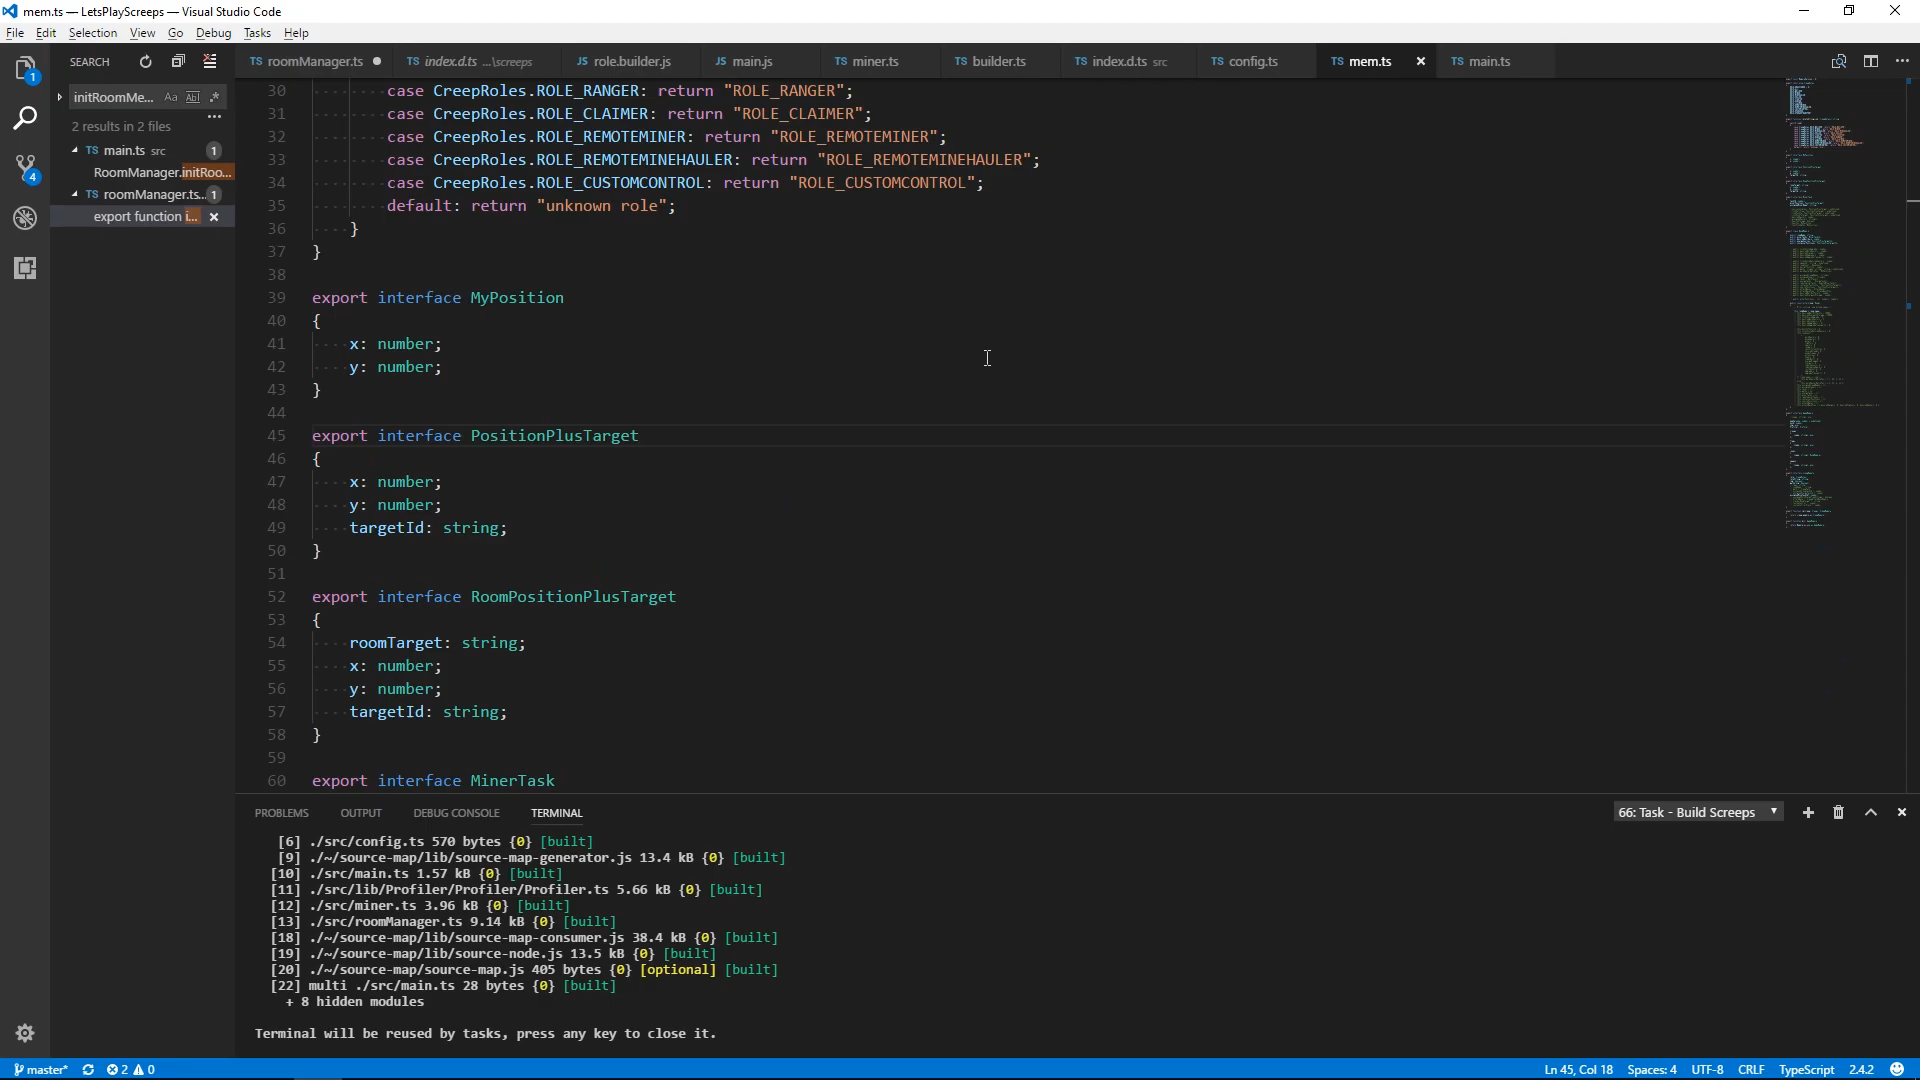 mem.ts — LetsPlayScreeps — Visual Studio Code
File Edit Selection View Go Debug Tasks Help
SEARCH
roomManager.ts
index.d.ts ...\screeps
JS role.builder.js
JS main.js
TS miner.ts
TS builder.ts
TS index.d.ts src
TS config.ts
TS mem.ts
TS main.ts
1
initRoomMe... Aa Abl .*
2 results in 2 files
TS main.ts src 1
RoomManager.initRoo...
TS roomManager.ts... 1
export function i...
4
30 case CreepRoles.ROLE_RANGER: return "ROLE_RANGER";
31 case CreepRoles.ROLE_CLAIMER: return "ROLE_CLAIMER";
32 case CreepRoles.ROLE_REMOTEMINER: return "ROLE_REMOTEMINER";
33 case CreepRoles.ROLE_REMOTEMINEHAULER: return "ROLE_REMOTEMINEHAULER";
34 case CreepRoles.ROLE_CUSTOMCONTROL: return "ROLE_CUSTOMCONTROL";
35 default: return "unknown role";
36 }
37 }
38
39 export interface MyPosition
40 {
41 x: number;
42 y: number;
43 }
44
45 export interface PositionPlusTarget
46 {
47 x: number;
48 y: number;
49 targetId: string;
50 }
51
52 export interface RoomPositionPlusTarget
53 {
54 roomTarget: string;
55 x: number;
56 y: number;
57 targetId: string;
58 }
59
60 export interface MinerTask
PROBLEMS OUTPUT DEBUG CONSOLE TERMINAL
66: Task - Build Screeps
[6] ./src/config.ts 570 bytes {0} [built]
[9] ./~/source-map/lib/source-map-generator.js 13.4 kB {0} [built]
[10] ./src/main.ts 1.57 kB {0} [built]
[11] ./src/lib/Profiler/Profiler/Profiler.ts 5.66 kB {0} [built]
[12] ./src/miner.ts 3.96 kB {0} [built]
[13] ./src/roomManager.ts 9.14 kB {0} [built]
[18] ./~/source-map/lib/source-map-consumer.js 38.4 kB {0} [built]
[19] ./~/source-map/lib/source-node.js 13.5 kB {0} [built]
[20] ./~/source-map/source-map.js 405 bytes {0} [optional] [built]
[22] multi ./src/main.ts 28 bytes {0} [built]
+ 8 hidden modules
Terminal will be reused by tasks, press any key to close it.
master* 2 0
Ln 45, Col 18 Spaces: 4 UTF-8 CRLF TypeScript 2.4.2